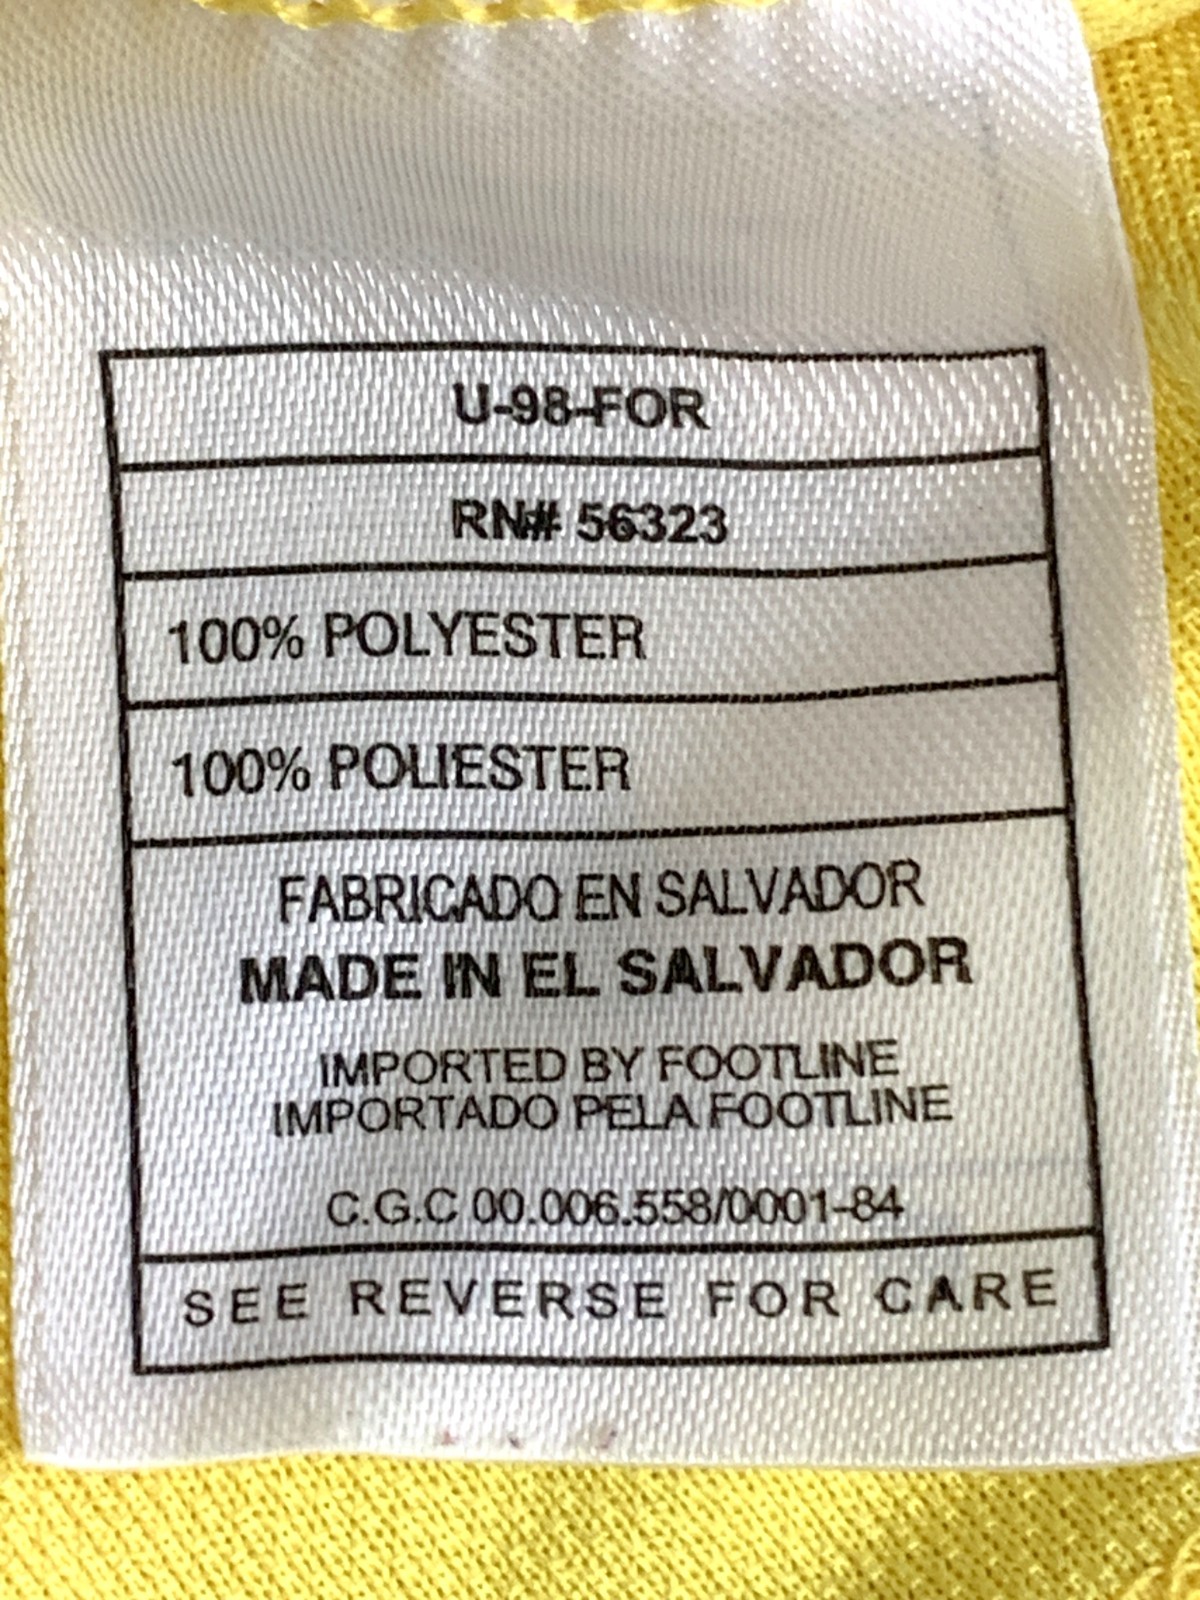 U-98-FOR
RN# 56323
100% POLYESTER
100% POLIESTER
FABRICADO EN SALVADOR
MADE IN EL SALVADOR
IMPORTED BY FOOTLINE
IMPORTADO PELA FOOTLINE
C.G.C 00.006.558/0001-84
SEE REVERSE FOR CARE